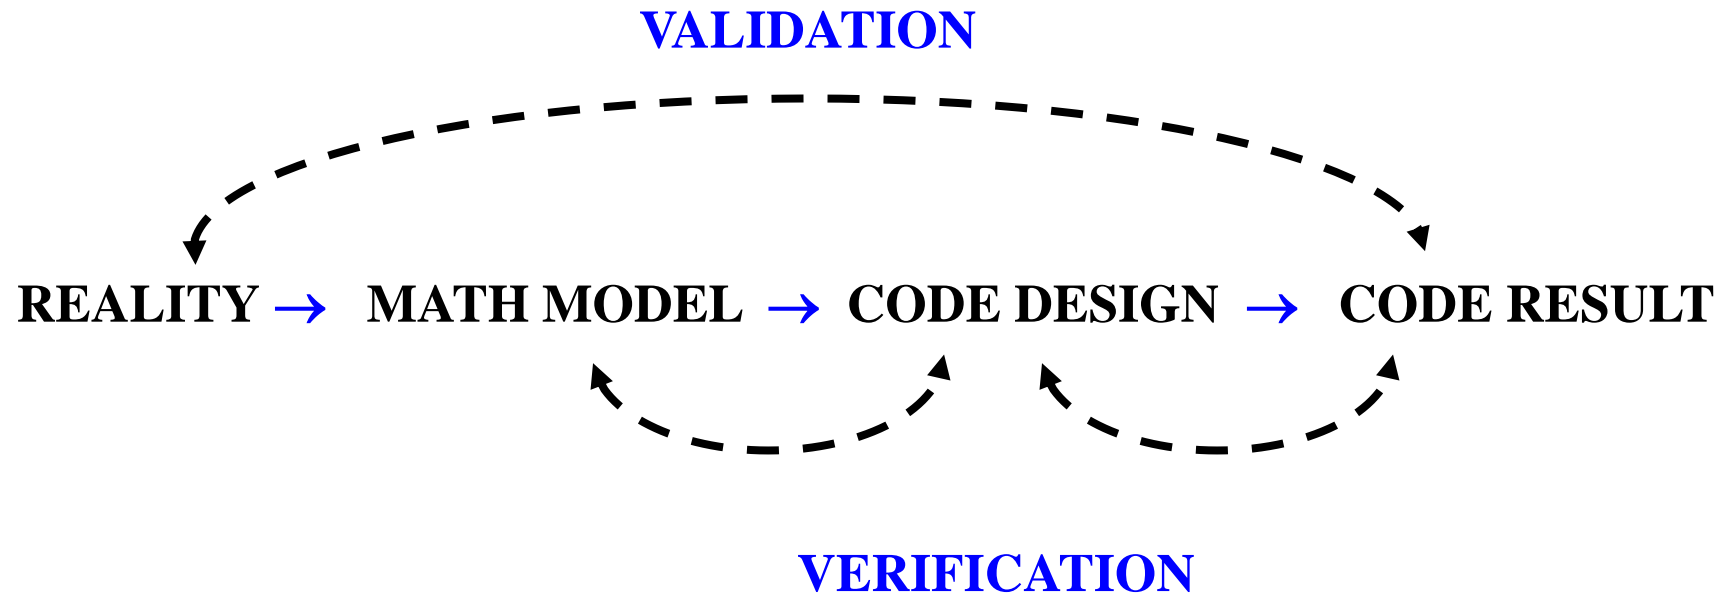 VALIDATION
REALITY → MATH MODEL → CODE DESIGN → CODE RESULT
VERIFICATION